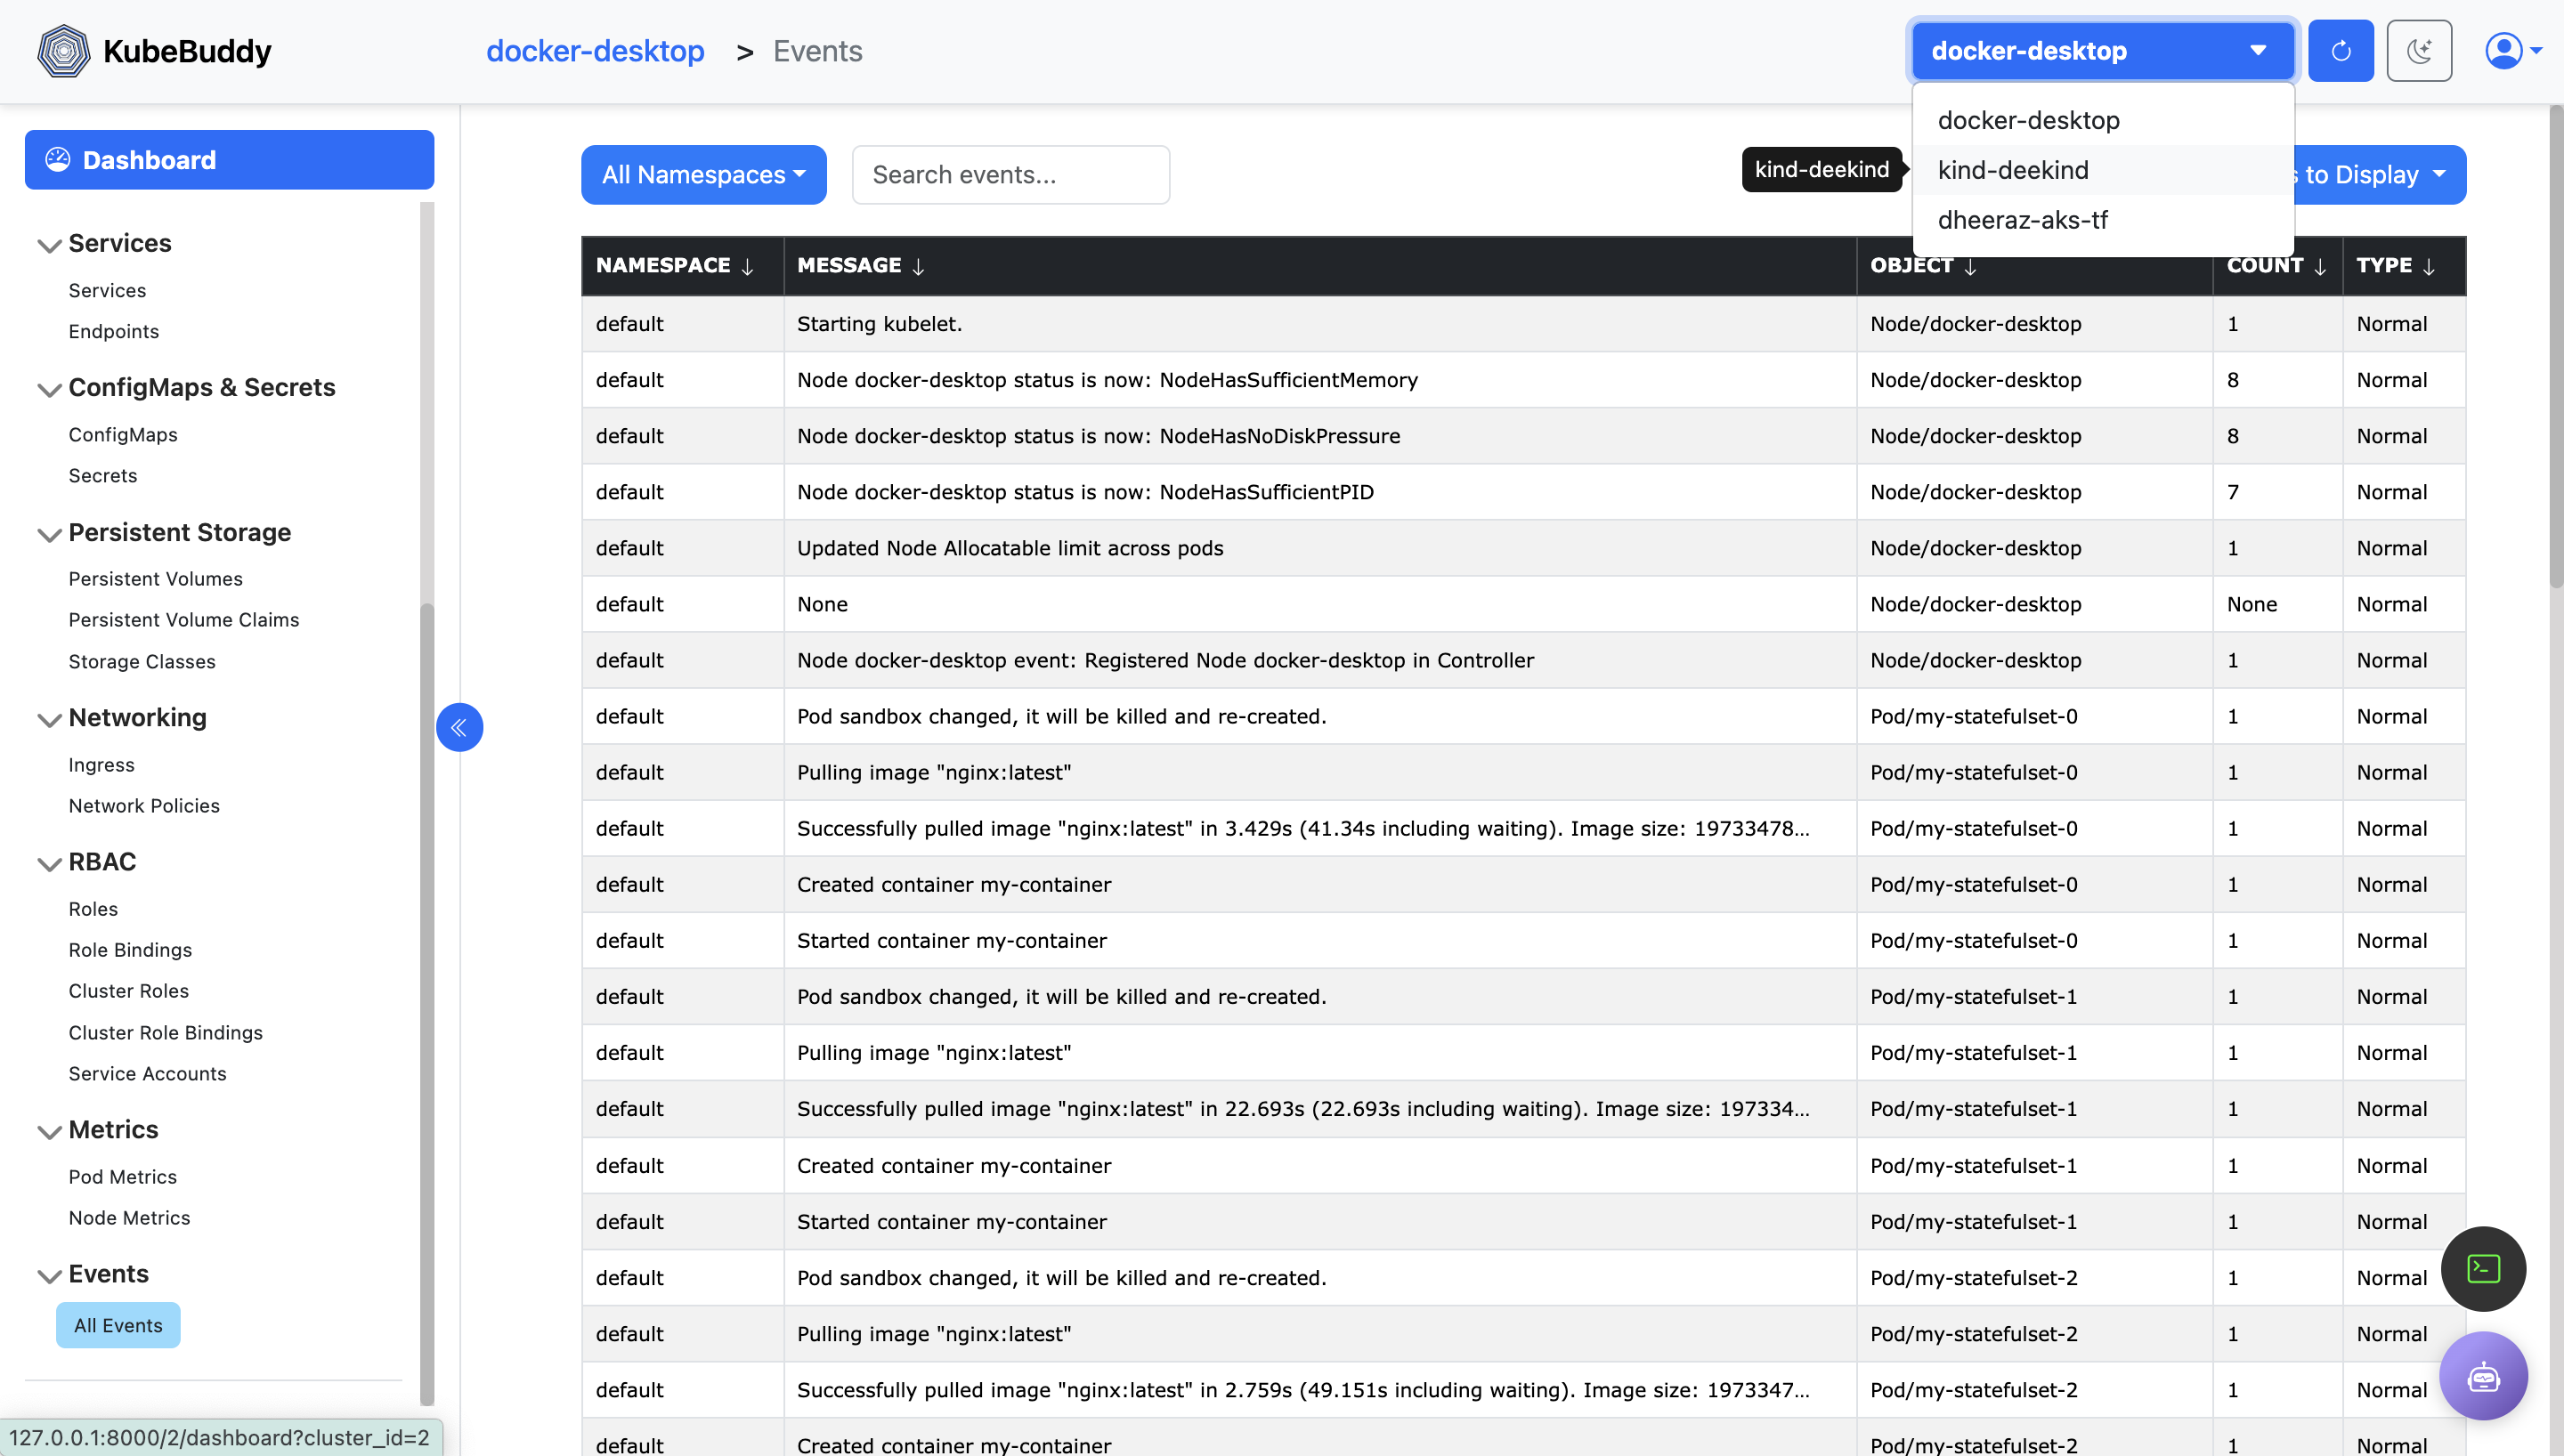 KubeBuddy
docker-desktop > Events
docker-desktop
docker-desktop
kind-deekind
kind-deekind
dheeraz-aks-tf
Dashboard
Services
Services
Endpoints
ConfigMaps & Secrets
ConfigMaps
Secrets
Persistent Storage
Persistent Volumes
Persistent Volume Claims
Storage Classes
Networking
Ingress
Network Policies
RBAC
Roles
Role Bindings
Cluster Roles
Cluster Role Bindings
Service Accounts
Metrics
Pod Metrics
Node Metrics
Events
All Events
127.0.0.1:8000/2/dashboard?cluster_id=2
All Namespaces
Search events...
to Display
NAMESPACE MESSAGE OBJECT COUNT TYPE
default Starting kubelet. Node/docker-desktop 1 Normal
default Node docker-desktop status is now: NodeHasSufficientMemory Node/docker-desktop 8 Normal
default Node docker-desktop status is now: NodeHasNoDiskPressure Node/docker-desktop 8 Normal
default Node docker-desktop status is now: NodeHasSufficientPID Node/docker-desktop 7 Normal
default Updated Node Allocatable limit across pods Node/docker-desktop 1 Normal
default None Node/docker-desktop None Normal
default Node docker-desktop event: Registered Node docker-desktop in Controller Node/docker-desktop 1 Normal
default Pod sandbox changed, it will be killed and re-created. Pod/my-statefulset-0 1 Normal
default Pulling image "nginx:latest" Pod/my-statefulset-0 1 Normal
default Successfully pulled image "nginx:latest" in 3.429s (41.34s including waiting). Image size: 19733478... Pod/my-statefulset-0 1 Normal
default Created container my-container Pod/my-statefulset-0 1 Normal
default Started container my-container Pod/my-statefulset-0 1 Normal
default Pod sandbox changed, it will be killed and re-created. Pod/my-statefulset-1 1 Normal
default Pulling image "nginx:latest" Pod/my-statefulset-1 1 Normal
default Successfully pulled image "nginx:latest" in 22.693s (22.693s including waiting). Image size: 197334... Pod/my-statefulset-1 1 Normal
default Created container my-container Pod/my-statefulset-1 1 Normal
default Started container my-container Pod/my-statefulset-1 1 Normal
default Pod sandbox changed, it will be killed and re-created. Pod/my-statefulset-2 1 Normal
default Pulling image "nginx:latest" Pod/my-statefulset-2 1 Normal
default Successfully pulled image "nginx:latest" in 2.759s (49.151s including waiting). Image size: 1973347... Pod/my-statefulset-2 1 Normal
default Created container my-container Pod/my-statefulset-2 1 Normal